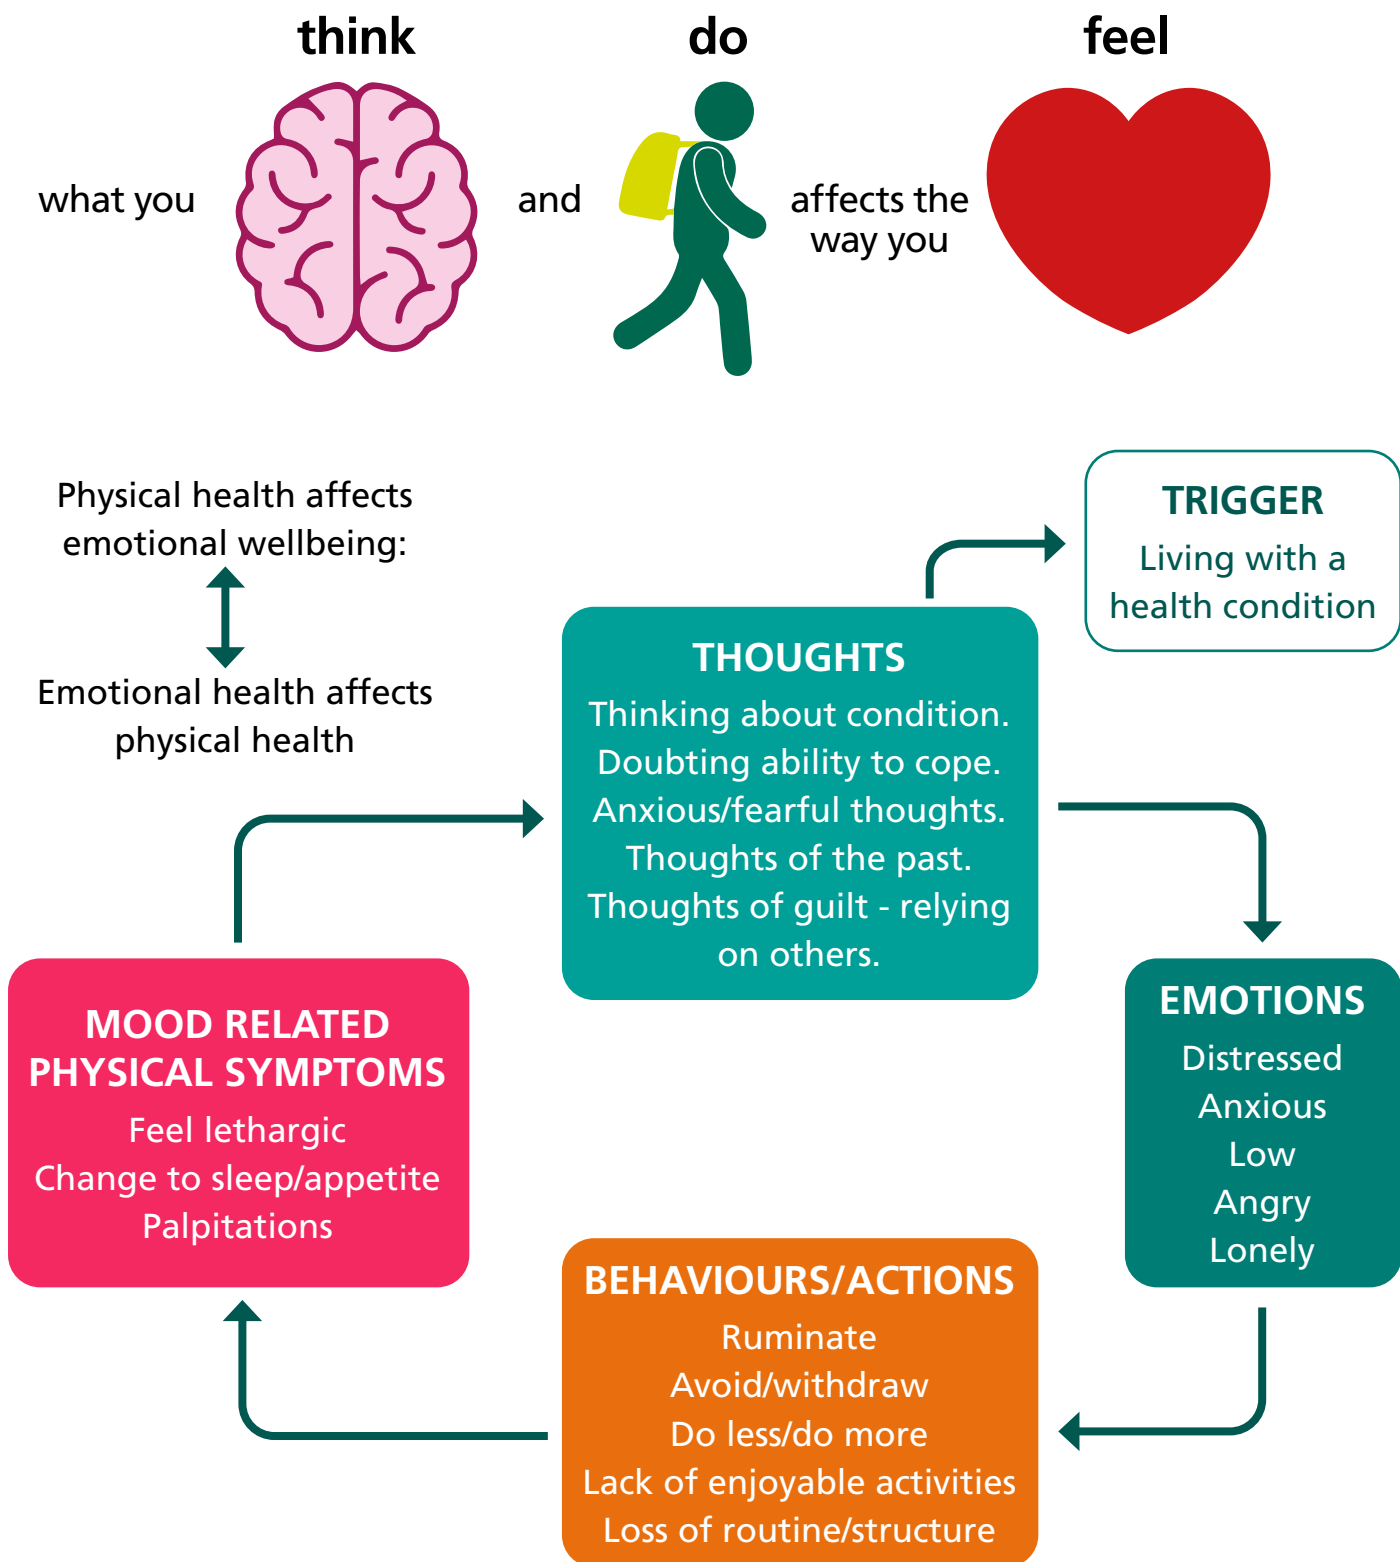 think
do
feel
what you
and
affects the
way you
Physical health affects
emotional wellbeing:
Emotional health affects
physical health
TRIGGER
Living with a
health condition
THOUGHTS
Thinking about condition.
Doubting ability to cope.
Anxious/fearful thoughts.
Thoughts of the past.
Thoughts of guilt - relying
on others.
EMOTIONS
Distressed
Anxious
Low
Angry
Lonely
BEHAVIOURS/ACTIONS
Ruminate
Avoid/withdraw
Do less/do more
Lack of enjoyable activities
Loss of routine/structure
MOOD RELATED
PHYSICAL SYMPTOMS
Feel lethargic
Change to sleep/appetite
Palpitations